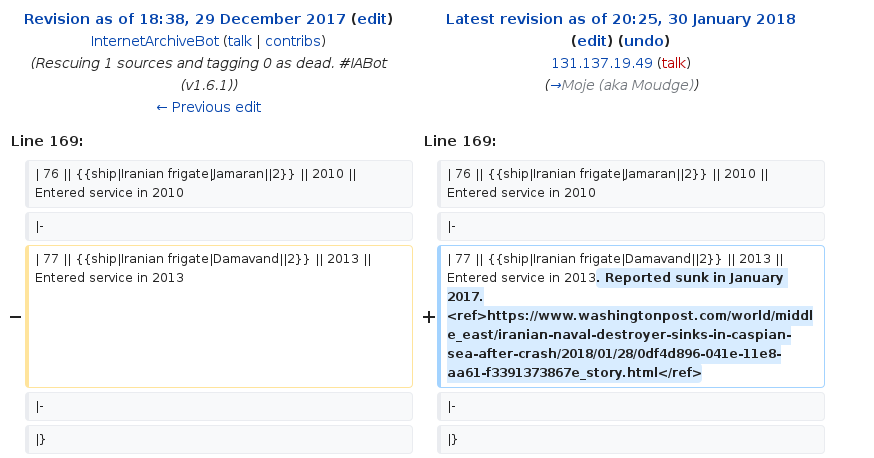 Revision as of 18:38, 29 December 2017 (edit)
InternetArchiveBot (talk | contribs)
(Rescuing 1 sources and tagging 0 as dead. #IABot
(v1.6.1))
← Previous edit
Latest revision as of 20:25, 30 January 2018
(edit) (undo)
131.137.19.49 (talk)
(→Moje (aka Moudge))
Line 169:
Line 169:
| 76 || {{ship|Iranian frigate|Jamaran||2}} || 2010 ||
Entered service in 2010
| 76 || {{ship|Iranian frigate|Jamaran||2}} || 2010 ||
Entered service in 2010
|-
|-
−
| 77 || {{ship|Iranian frigate|Damavand||2}} || 2013 ||
Entered service in 2013
+
| 77 || {{ship|Iranian frigate|Damavand||2}} || 2013 ||
Entered service in 2013. Reported sunk in January
2017.
<ref>https://www.washingtonpost.com/world/middl
e_east/iranian-naval-destroyer-sinks-in-caspian-
sea-after-crash/2018/01/28/0df4d896-041e-11e8-
aa61-f3391373867e_story.html</ref>
|-
|-
|}
|}